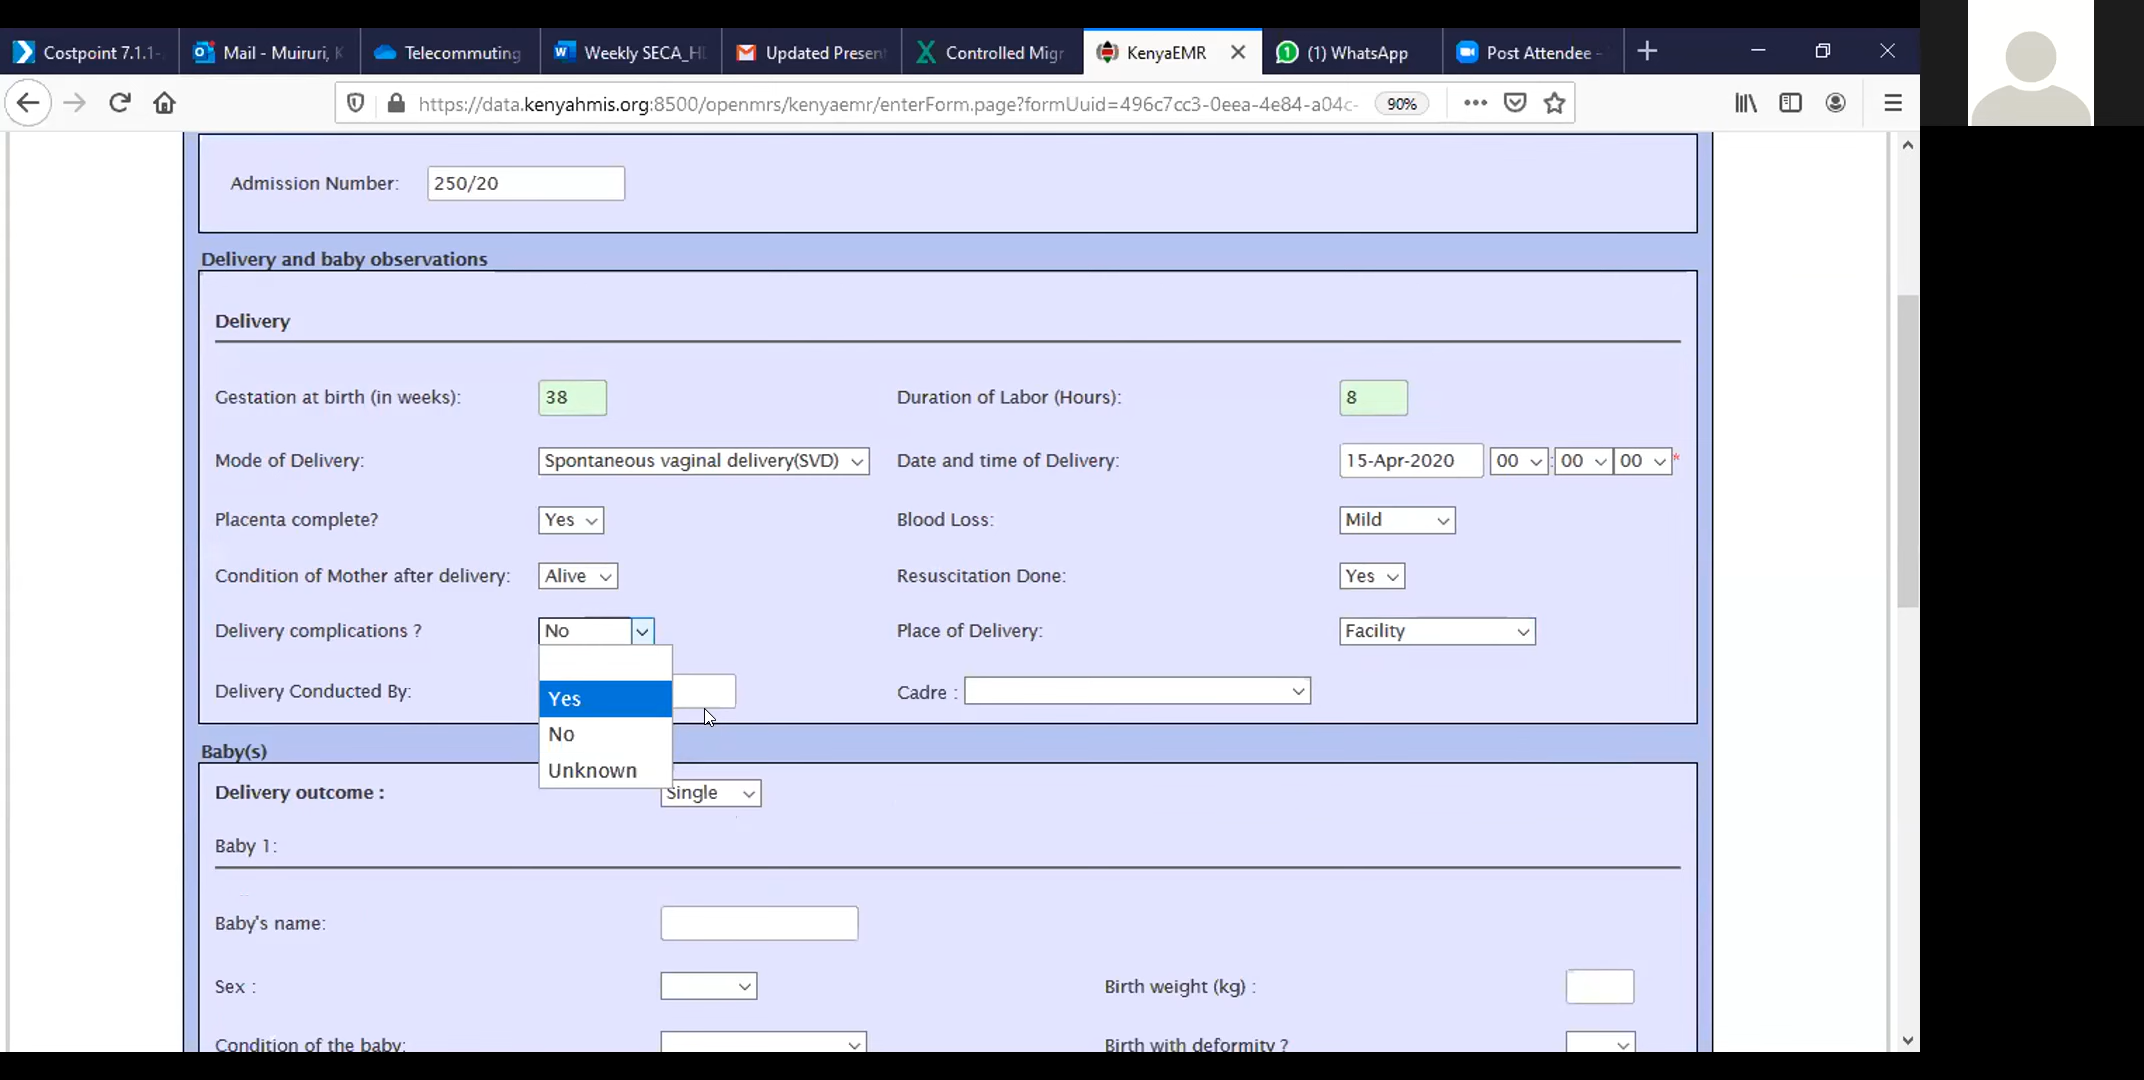 Costpoint 7.1.1- Mail - Muiruri, K Telecommuting Weekly SECA_HI Updated Present Controlled Migr KenyaEMR (1) WhatsApp Post Attendee -
https://data.kenyahmis.org:8500/openmrs/kenyaemr/enterForm.page?formUuid=496c7cc3-0eea-4e84-a04c- 90%
Admission Number: 250/20
Delivery and baby observations
Delivery
Gestation at birth (in weeks): 38 Duration of Labor (Hours): 8
Mode of Delivery: Spontaneous vaginal delivery(SVD) Date and time of Delivery: 15-Apr-2020 00 : 00 00 *
Placenta complete? Yes Blood Loss: Mild
Condition of Mother after delivery: Alive Resuscitation Done: Yes
Delivery complications ? No Place of Delivery: Facility
Delivery Conducted By: Cadre :
Yes
No
Unknown
Baby(s)
Delivery outcome : Single
Baby 1:
Baby's name:
Sex : Birth weight (kg) :
Condition of the baby: Birth with deformity ?